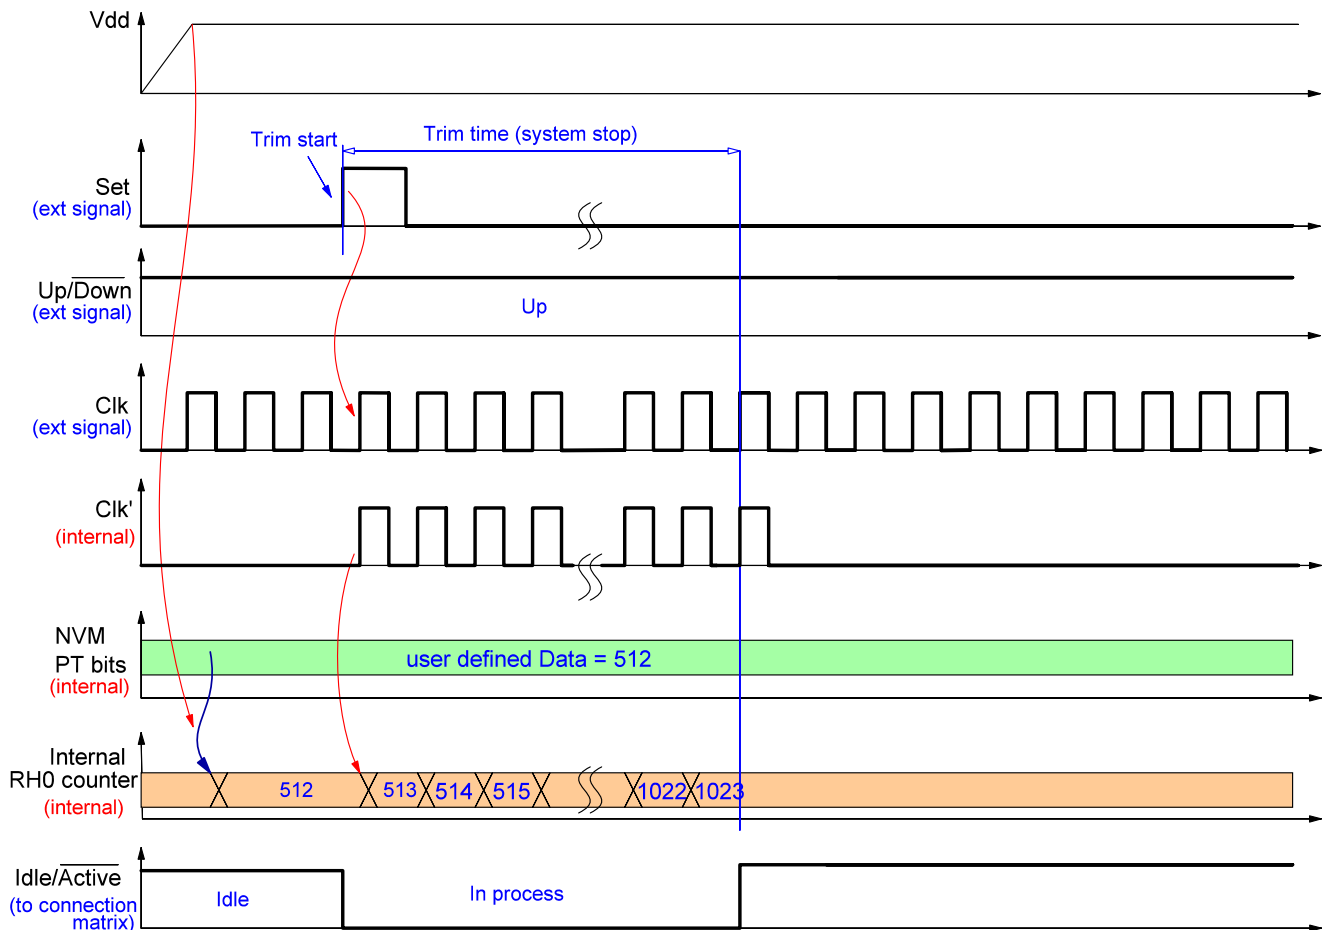 Vdd
Trim start
Trim time (system stop)
Set
(ext signal)
Up/Down
(ext signal)
Up
Clk
(ext signal)
Clk'
(internal)
NVM
PT bits
(internal)
user defined Data = 512
Internal
RH0 counter
(internal)
512
513
514
515
1022
1023
Idle/Active
(to connection
matrix)
Idle
In process